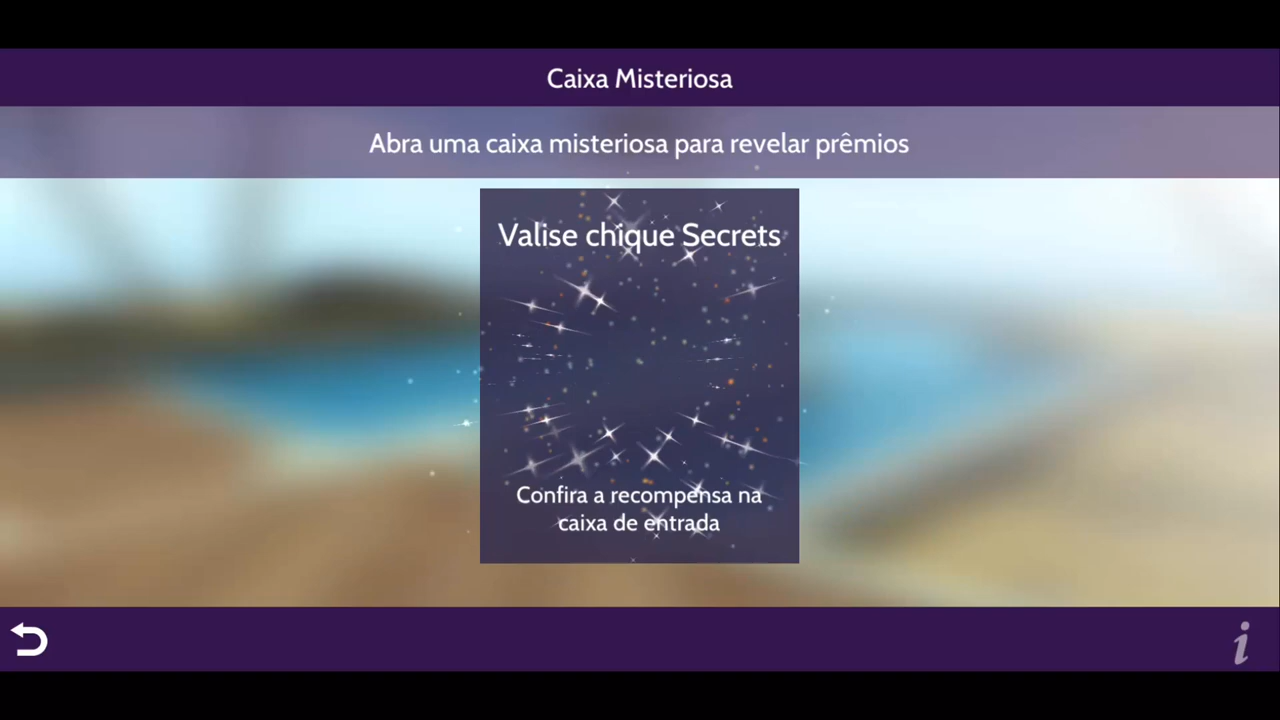 Caixa Misteriosa
Abra uma caixa misteriosa para revelar prêmios
Valise chique Secrets
Confira a recompensa na
caixa de entrada
i